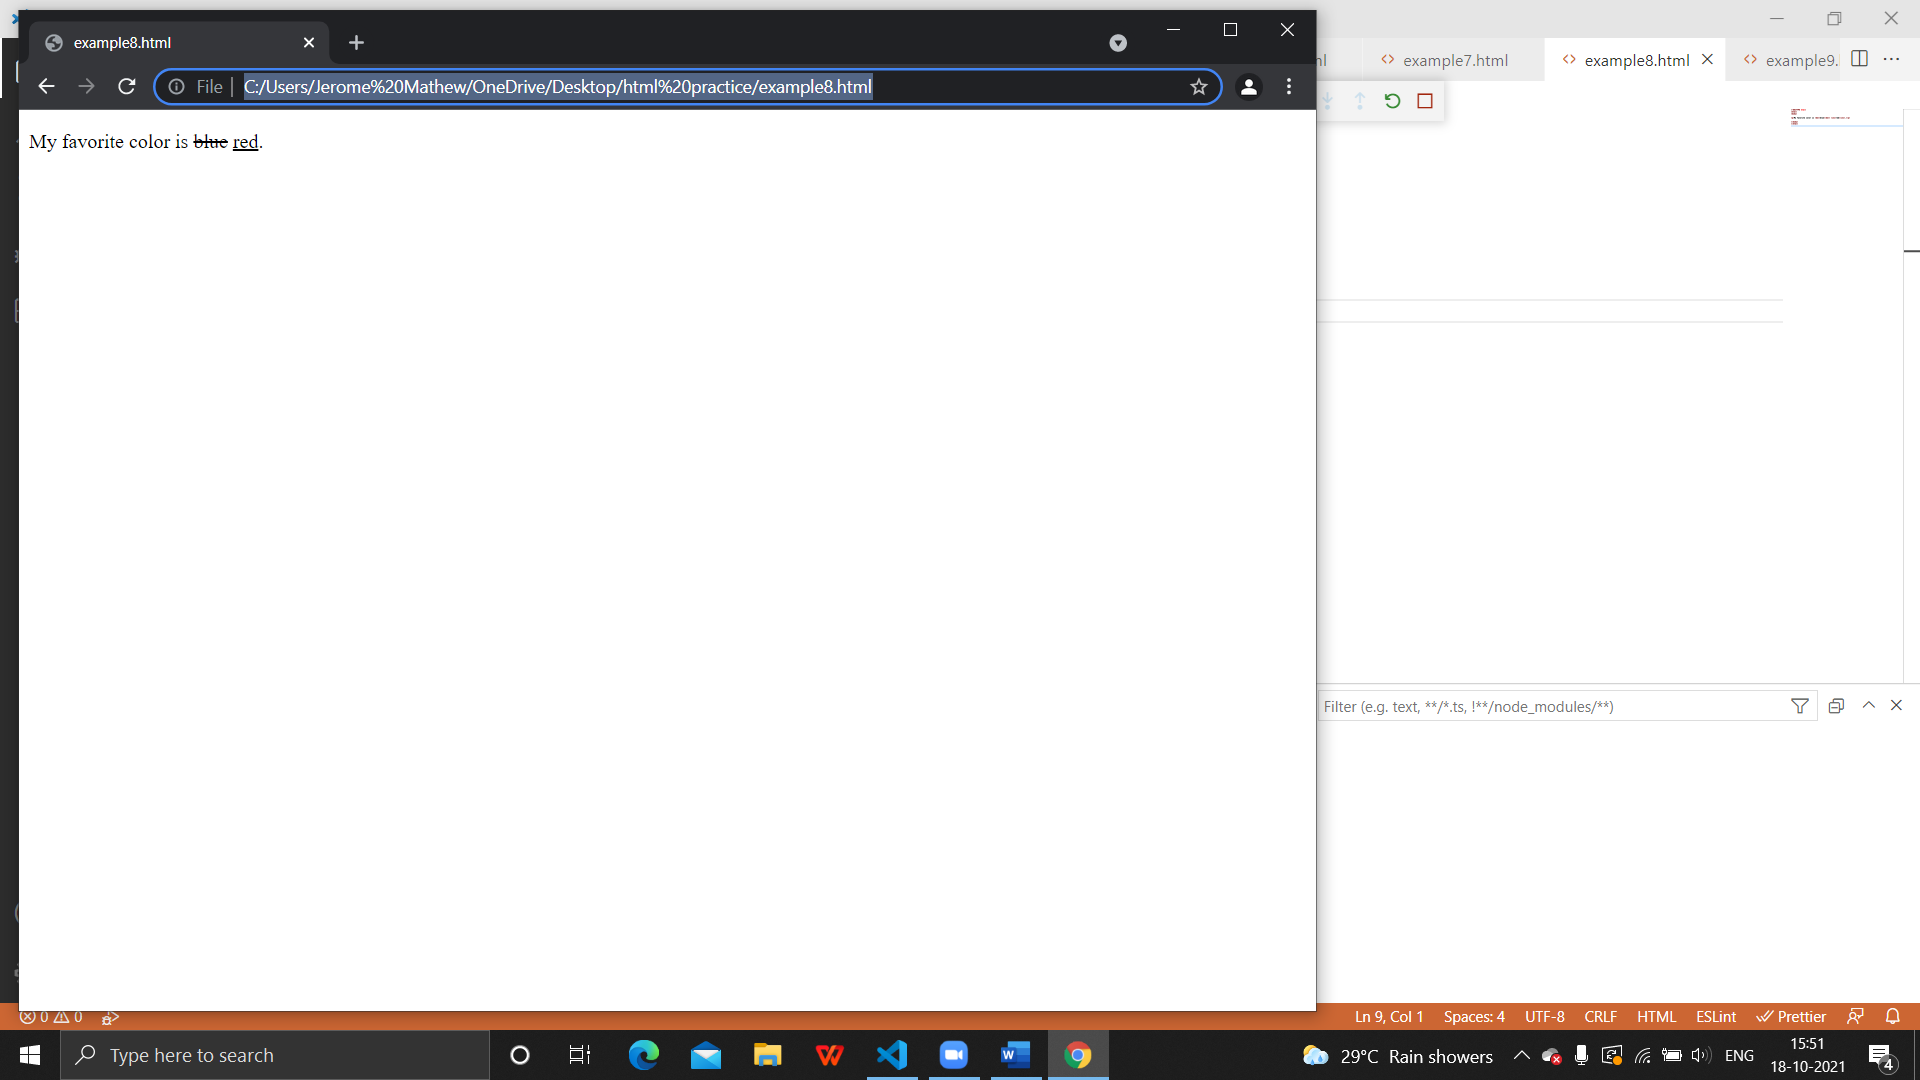 example8.html
File
C:/Users/Jerome%20Mathew/OneDrive/Desktop/html%20practice/example8.html
My favorite color is blue red.
ml
example7.html
example8.html
example9.
Filter (e.g. text, **/*.ts, !**/node_modules/**)
0 0
Ln 9, Col 1
Spaces: 4
UTF-8
CRLF
HTML
ESLint
Prettier
Type here to search
29°C Rain showers
ENG
15:51
18-10-2021
4